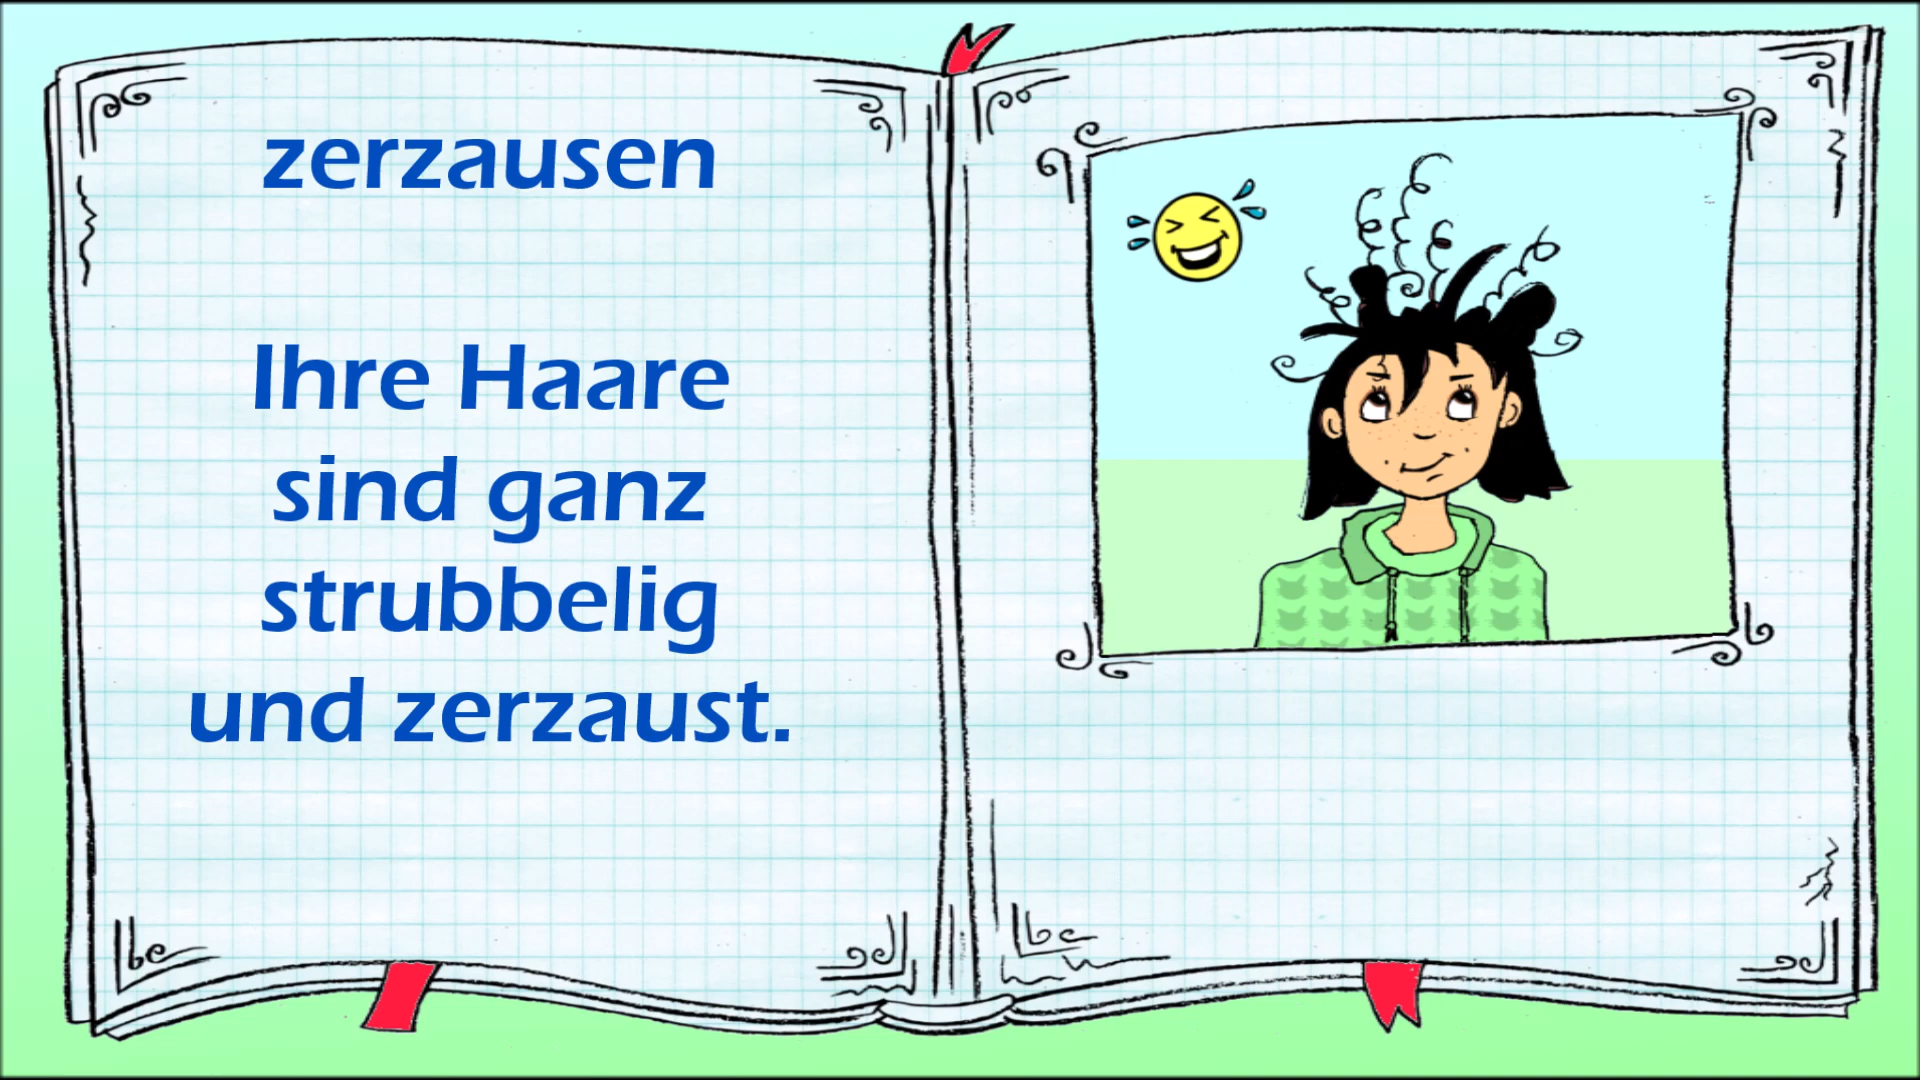 zerzausen
Ihre Haare
sind ganz
strubbelig
und zerzaust.